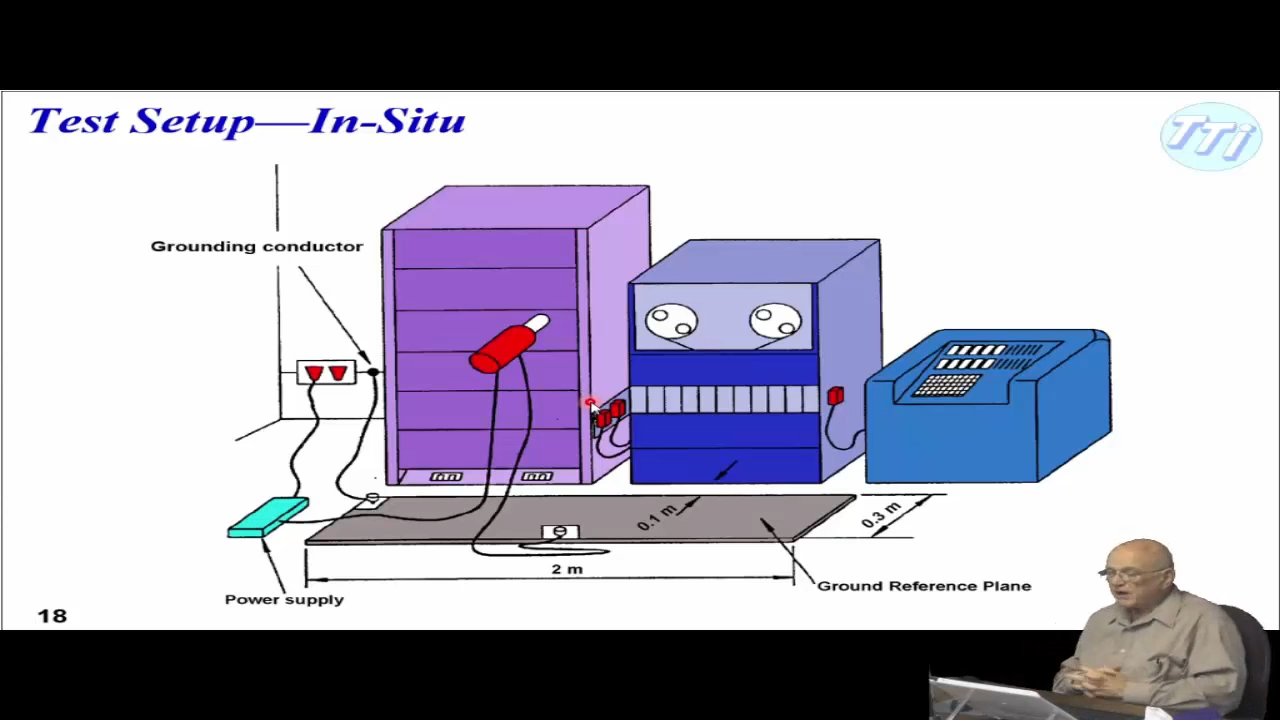 Test Setup—In-Situ
TTi
Grounding conductor
0.1 m
0.3 m
2 m
Ground Reference Plane
Power supply
18